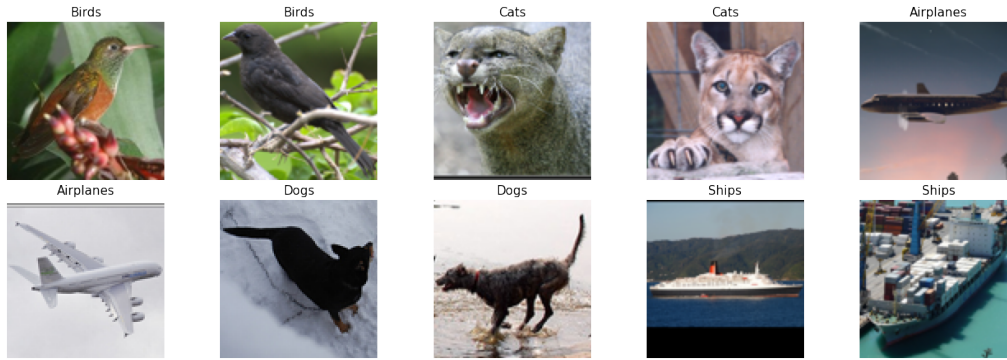 Birds
Birds
Cats
Cats
Airplanes
Airplanes
Dogs
Dogs
Ships
Ships